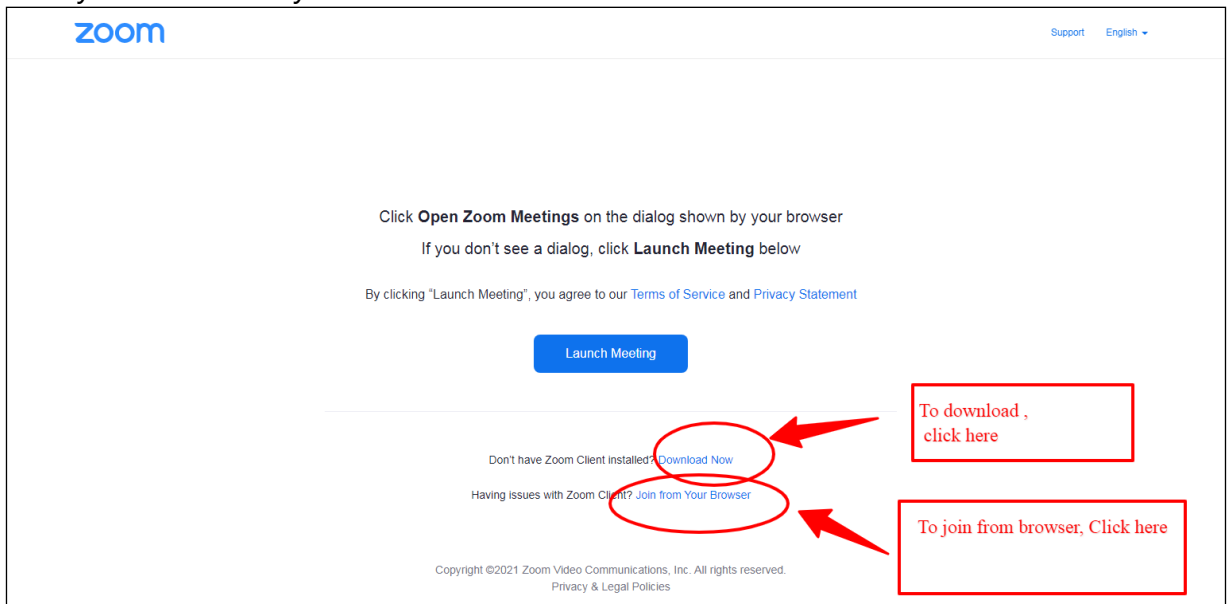 zoom
Support English
Click Open Zoom Meetings on the dialog shown by your browser
If you don't see a dialog, click Launch Meeting below
By clicking “Launch Meeting”, you agree to our Terms of Service and Privacy Statement
Launch Meeting
To download ,
click here
Don't have Zoom Client installed? Download Now
Having issues with Zoom Client? Join from Your Browser
To join from browser, Click here
Copyright ©2021 Zoom Video Communications, Inc. All rights reserved.
Privacy & Legal Policies